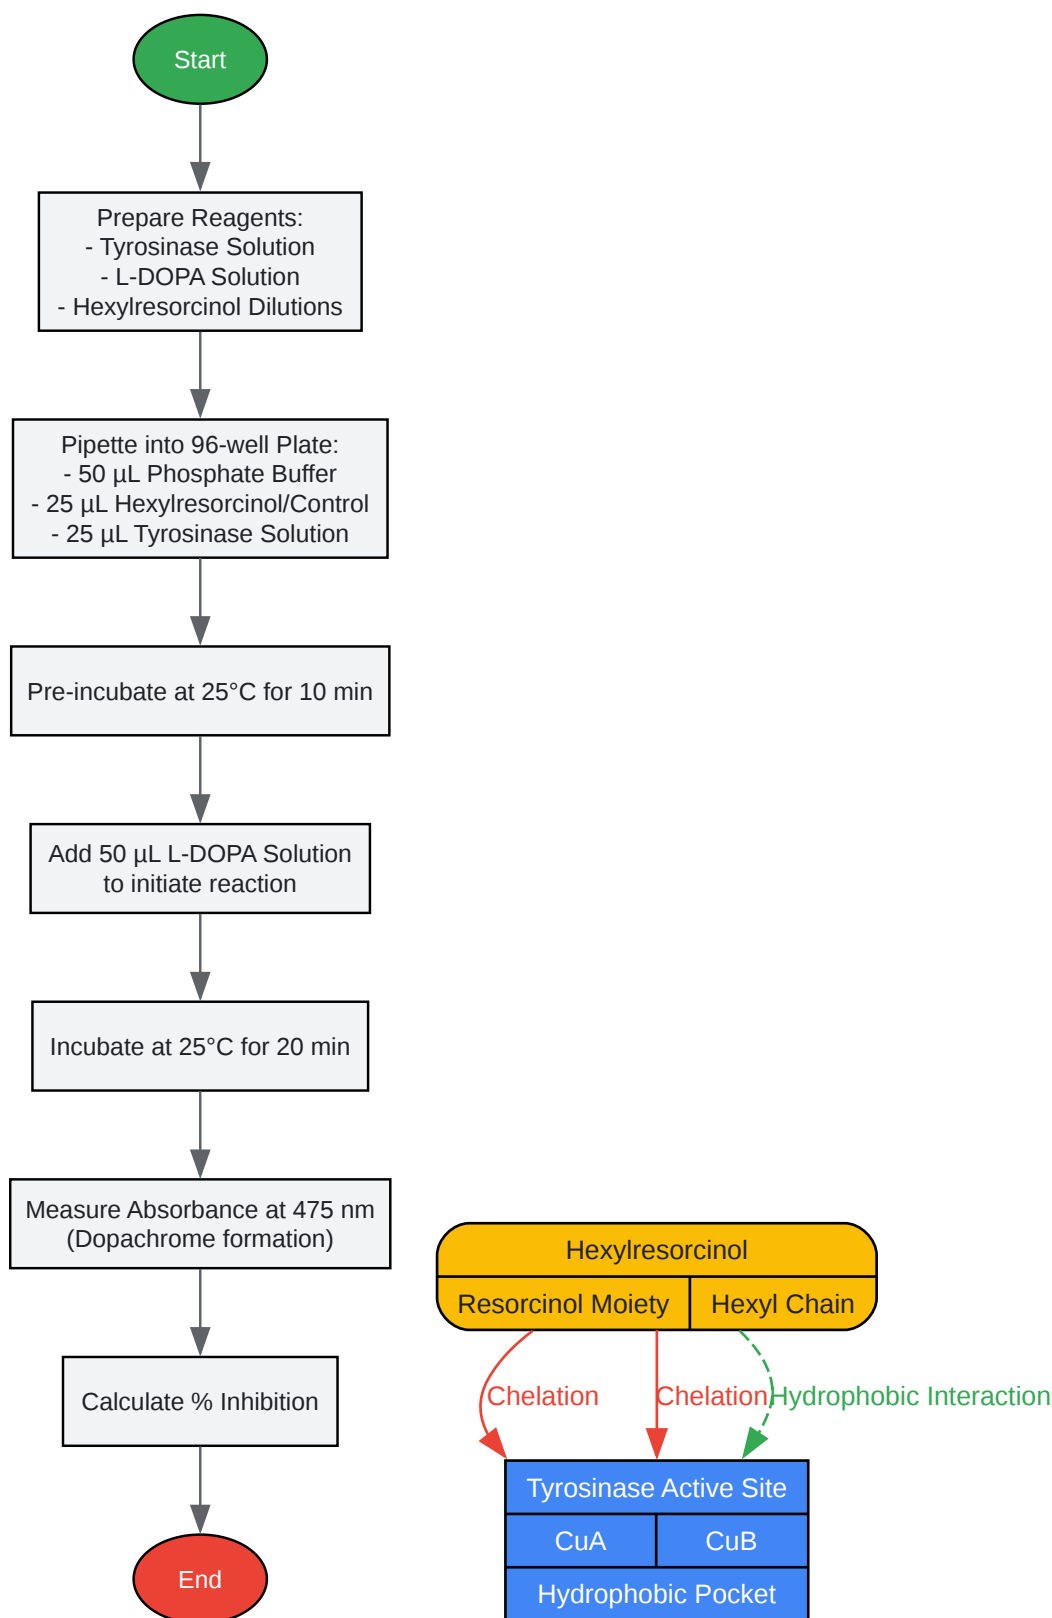 Start
Prepare Reagents:
- Tyrosinase Solution
- L-DOPA Solution
- Hexylresorcinol Dilutions
Pipette into 96-well Plate:
- 50 µL Phosphate Buffer
- 25 µL Hexylresorcinol/Control
- 25 µL Tyrosinase Solution
Pre-incubate at 25°C for 10 min
Add 50 µL L-DOPA Solution
to initiate reaction
Incubate at 25°C for 20 min
Measure Absorbance at 475 nm
(Dopachrome formation)
Calculate % Inhibition
End
Hexylresorcinol
Resorcinol Moiety Hexyl Chain
Chelation Chelation Hydrophobic Interaction
Tyrosinase Active Site
CuA CuB
Hydrophobic Pocket